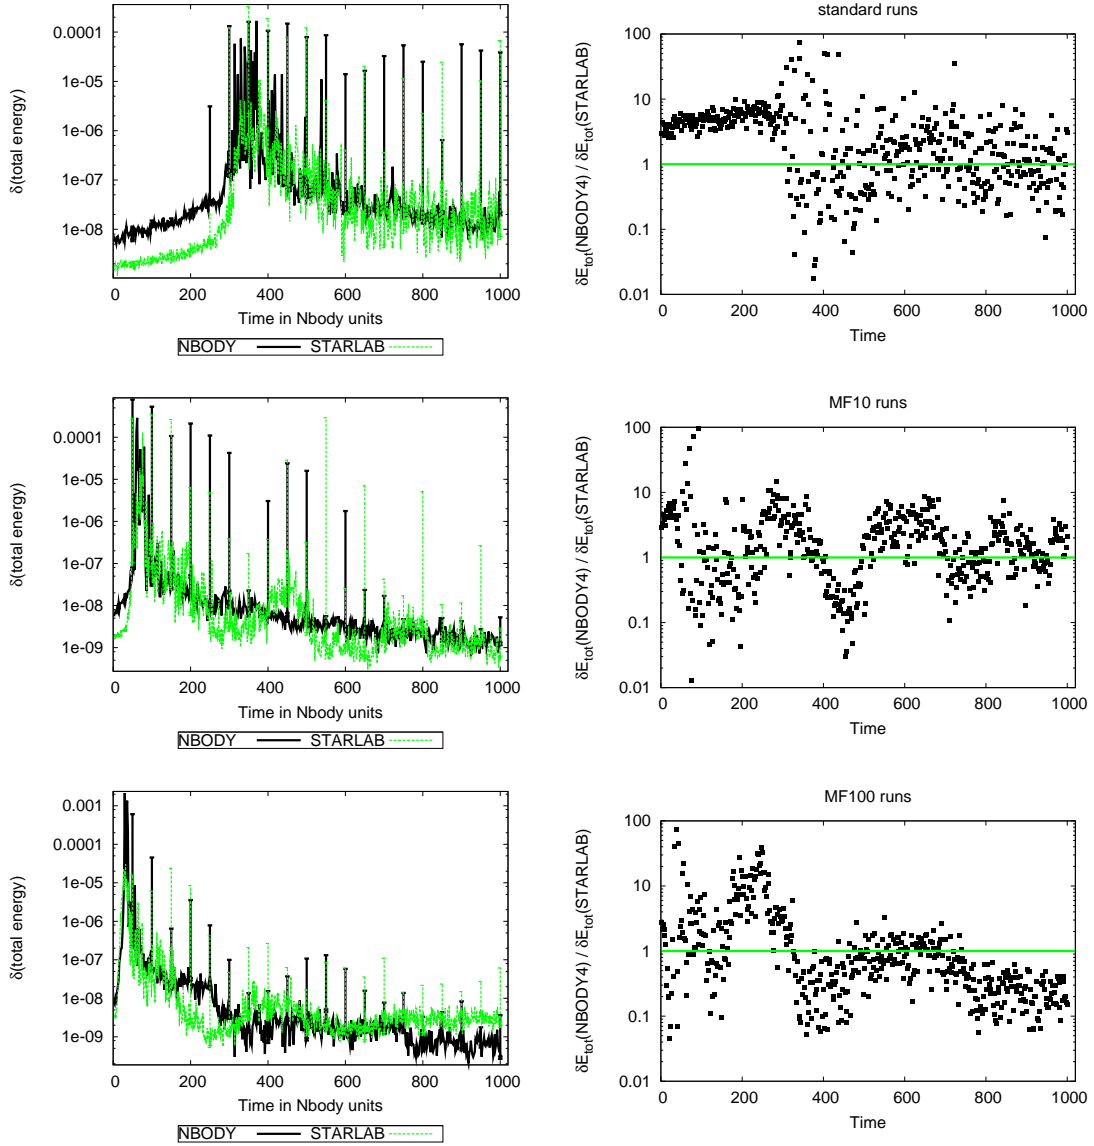 δ(total energy)
0.0001
1e-05
1e-06
1e-07
1e-08
0 200 400 600 800 1000
Time in Nbody units
NBODY STARLAB
standard runs
δE_tot(NBODY4) / δE_tot(STARLAB)
100
10
1
0.1
0.01
0 200 400 600 800 1000
Time
δ(total energy)
0.0001
1e-05
1e-06
1e-07
1e-08
1e-09
0 200 400 600 800 1000
Time in Nbody units
NBODY STARLAB
MF10 runs
δE_tot(NBODY4) / δE_tot(STARLAB)
100
10
1
0.1
0.01
0 200 400 600 800 1000
Time
δ(total energy)
0.001
0.0001
1e-05
1e-06
1e-07
1e-08
1e-09
0 200 400 600 800 1000
Time in Nbody units
NBODY STARLAB
MF100 runs
δE_tot(NBODY4) / δE_tot(STARLAB)
100
10
1
0.1
0.01
0 200 400 600 800 1000
Time